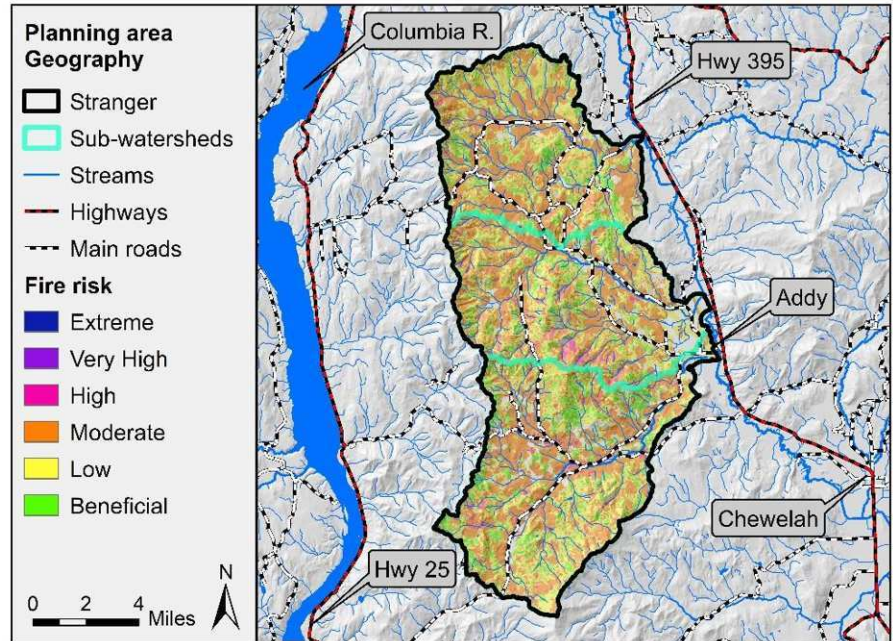 Planning area
Geography
Stranger
Sub-watersheds
Streams
Highways
Main roads
Fire risk
Extreme
Very High
High
Moderate
Low
Beneficial
N
0 2 4 Miles
Columbia R.
Hwy 395
Addy
Chewelah
Hwy 25